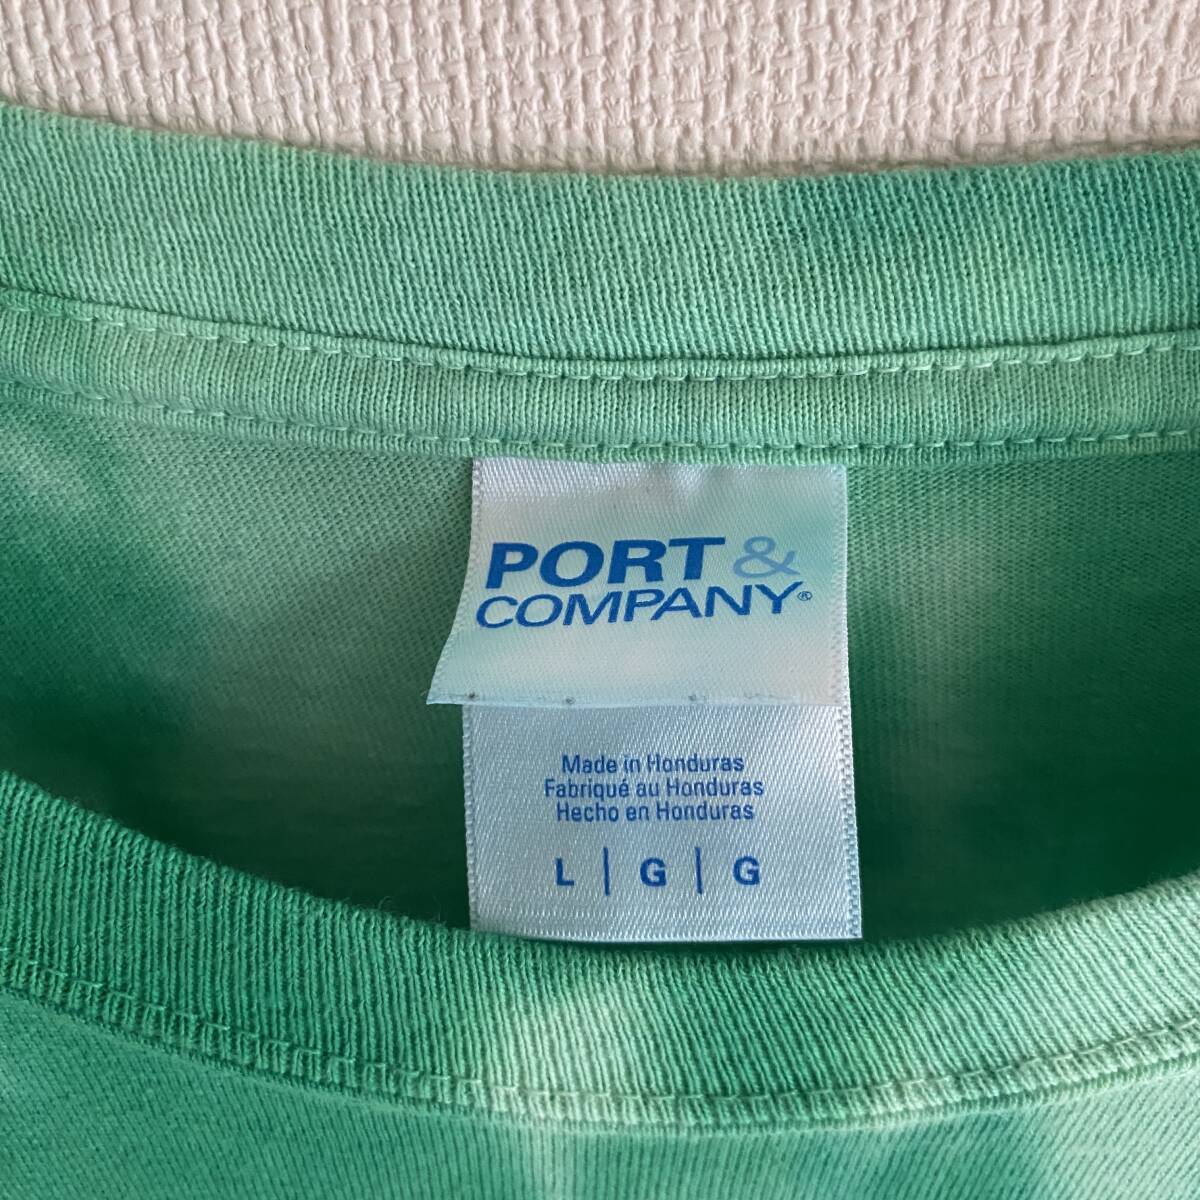 PORT &
COMPANY®
Made in Honduras
Fabriqué au Honduras
Hecho en Honduras
L | G | G